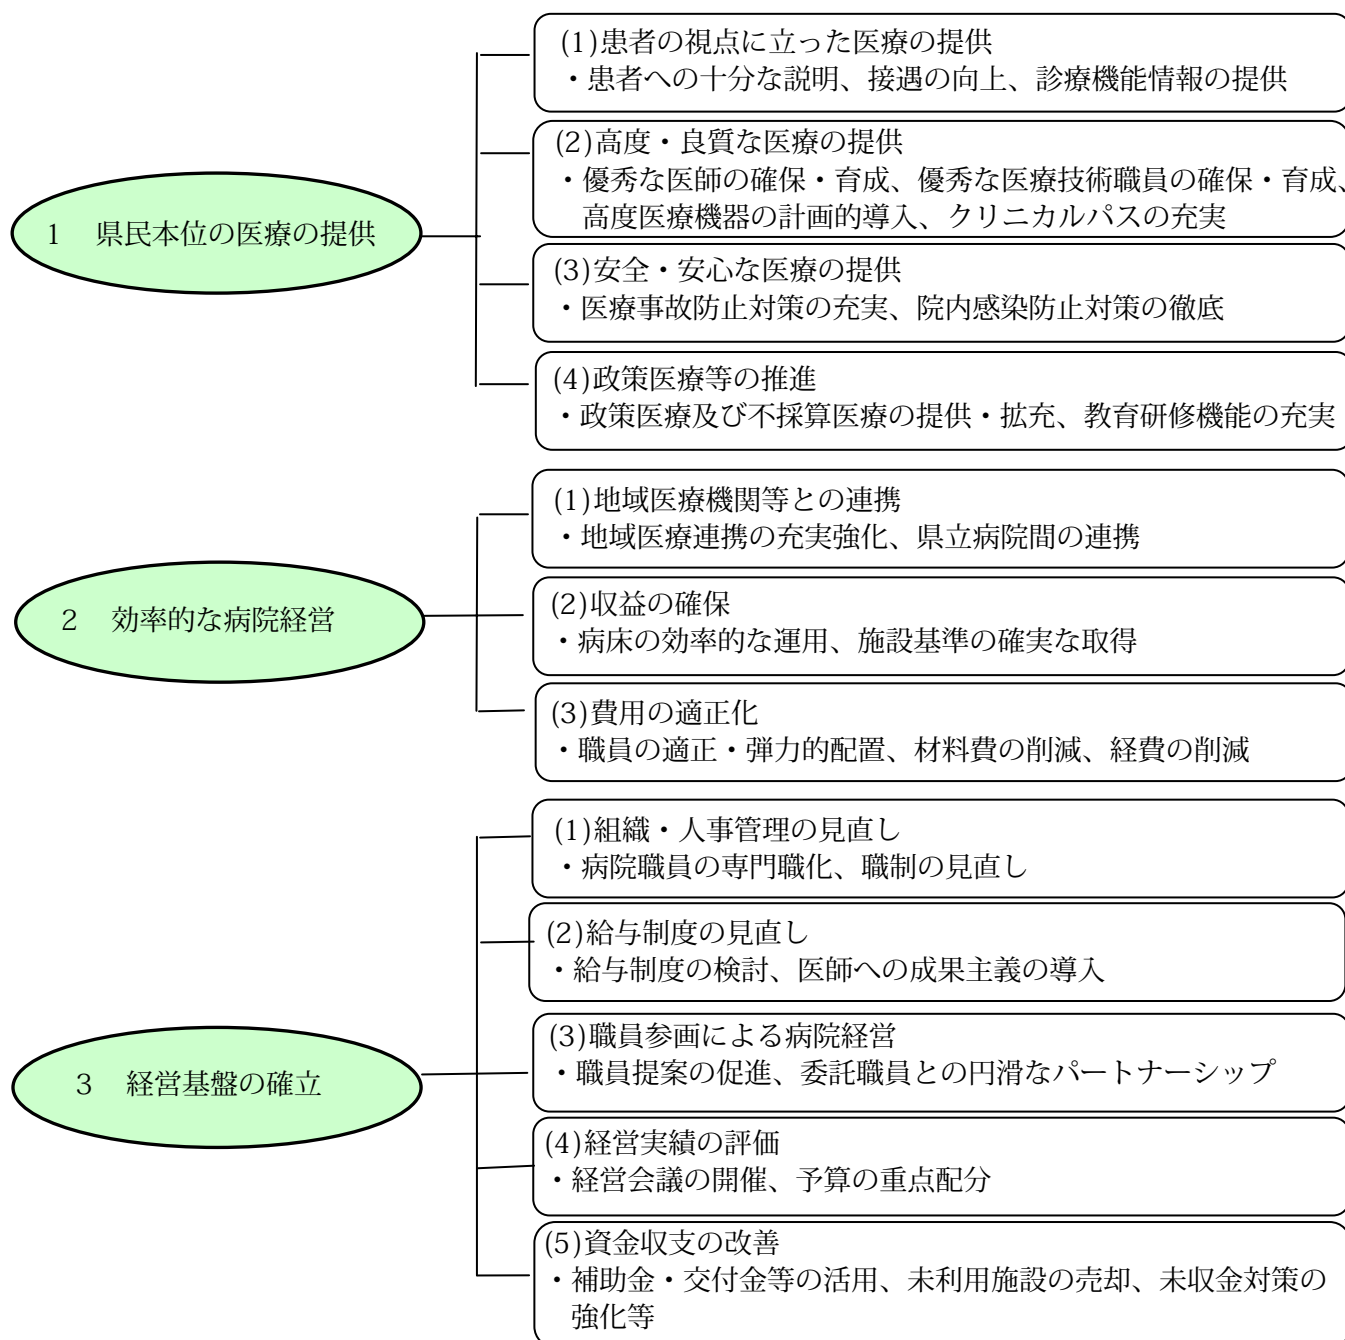 1　県民本位の医療の提供
(1)患者の視点に立った医療の提供
・患者への十分な説明、接遇の向上、診療機能情報の提供
(2)高度・良質な医療の提供
・優秀な医師の確保・育成、優秀な医療技術職員の確保・育成、
高度医療機器の計画的導入、クリニカルパスの充実
(3)安全・安心な医療の提供
・医療事故防止対策の充実、院内感染防止対策の徹底
(4)政策医療等の推進
・政策医療及び不採算医療の提供・拡充、教育研修機能の充実
2　効率的な病院経営
(1)地域医療機関等との連携
・地域医療連携の充実強化、県立病院間の連携
(2)収益の確保
・病床の効率的な運用、施設基準の確実な取得
(3)費用の適正化
・職員の適正・弾力的配置、材料費の削減、経費の削減
3　経営基盤の確立
(1)組織・人事管理の見直し
・病院職員の専門職化、職制の見直し
(2)給与制度の見直し
・給与制度の検討、医師への成果主義の導入
(3)職員参画による病院経営
・職員提案の促進、委託職員との円滑なパートナーシップ
(4)経営実績の評価
・経営会議の開催、予算の重点配分
(5)資金収支の改善
・補助金・交付金等の活用、未利用施設の売却、未収金対策の
強化等